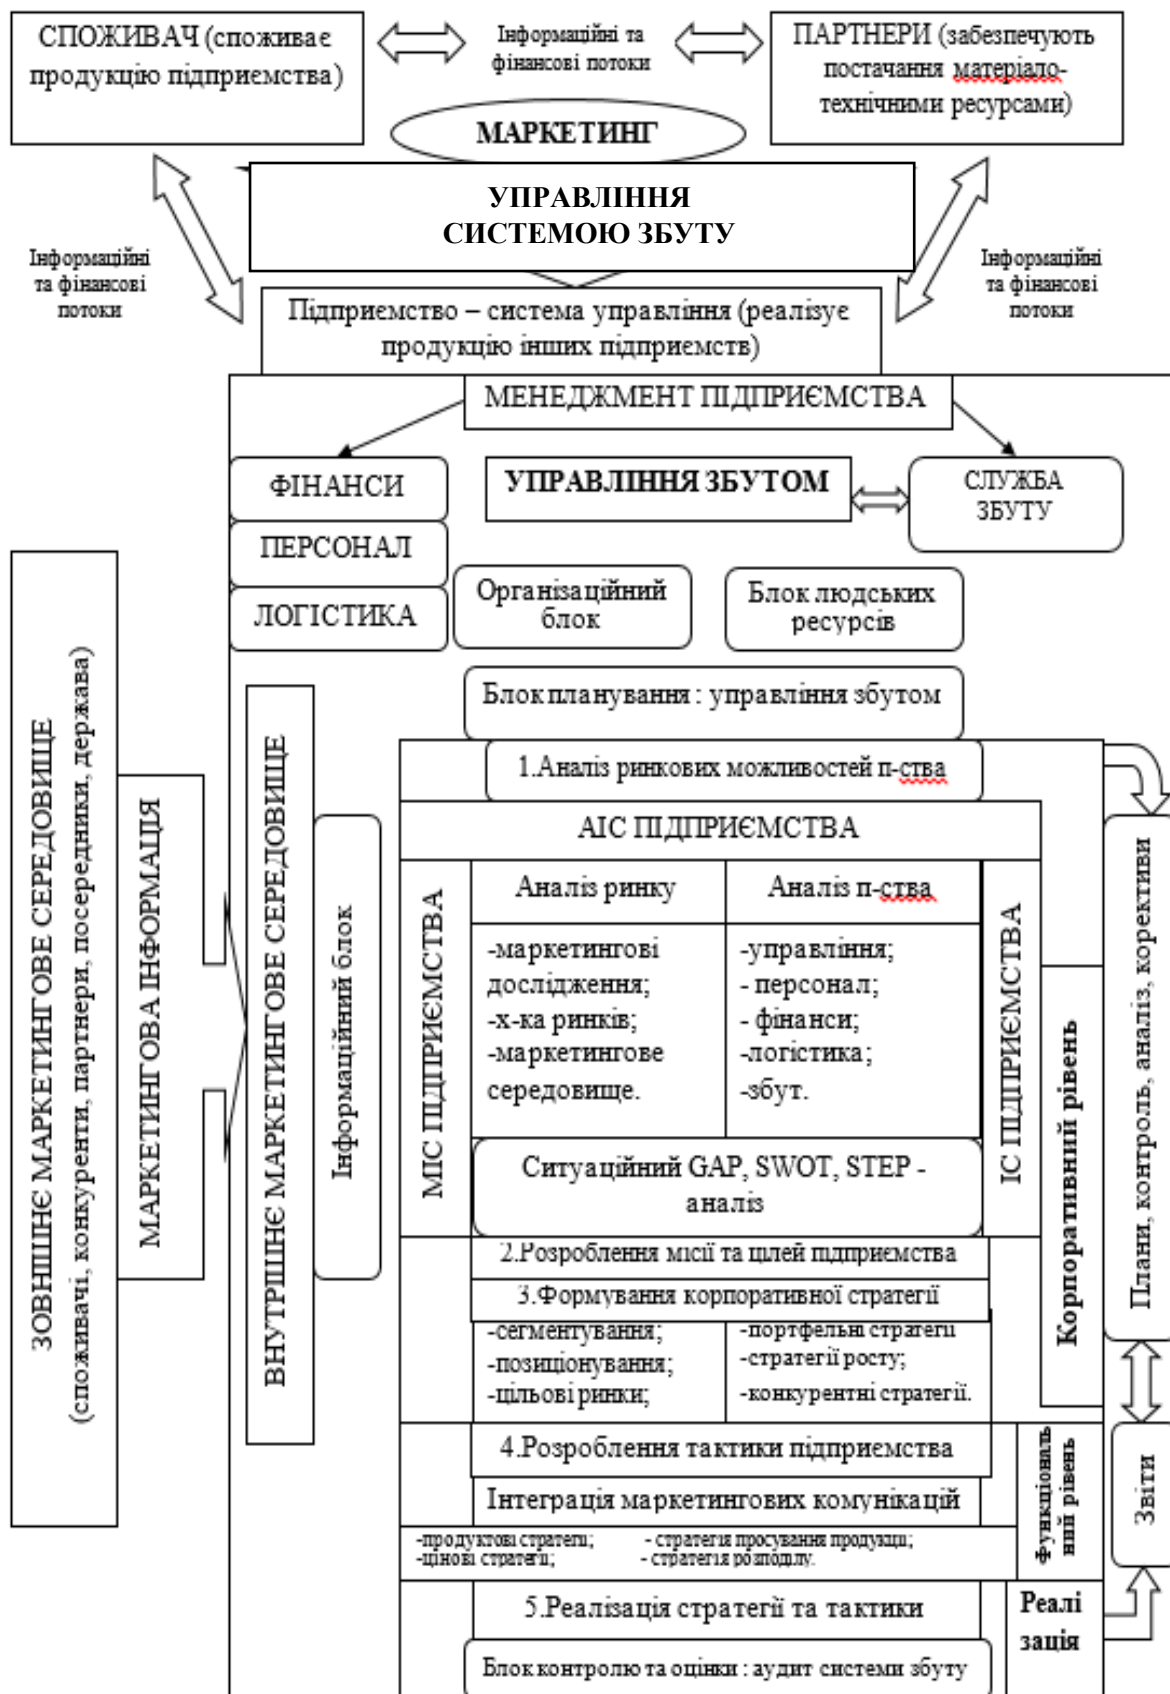 СПОЖИВАЧ (споживає
продукцію підприємства)
Інформаційні та
фінансові потоки
ПАРТНЕРИ (забезпечують
постачання матеріало-
технічними ресурсами)
МАРКЕТИНГ
УПРАВЛІННЯ
СИСТЕМОЮ ЗБУТУ
Інформаційні
та фінансові
потоки
Інформаційні
та фінансові
потоки
Підприємство – система управління (реалізує
продукцію інших підприємств)
МЕНЕДЖМЕНТ ПІДПРИЄМСТВА
ФІНАНСИ
УПРАВЛІННЯ ЗБУТОМ
СЛУЖБА
ЗБУТУ
ПЕРСОНАЛ
ЛОГІСТИКА
Організаційний
блок
Блок людських
ресурсів
Блок планування : управління збутом
ЗОВНІШНЄ МАРКЕТИНГОВЕ СЕРЕДОВИЩЕ
(споживачі, конкуренти, партнери, посередники, держава)
МАРКЕТИНГОВА ІНФОРМАЦІЯ
ВНУТРІШНЄ МАРКЕТИНГОВЕ СЕРЕДОВИЩЕ
Інформаційний блок
1.Аналіз ринкових можливостей п-ства
АІС ПІДПРИЄМСТВА
МІС ПІДПРИЄМСТВА
Аналіз ринку
-маркетингові
дослідження;
-х-ка ринків;
-маркетингове
середовище.
Аналіз п-ства
-управління;
- персонал;
- фінанси;
-логістика;
-збут.
ІС ПІДПРИЄМСТВА
Корпоративний рівень
Плани, контроль, аналіз, корективи
Ситуаційний GAP, SWOT, STEP -
аналіз
2.Розроблення місії та цілей підприємства
3.Формування корпоративної стратегії
-сегментування;
-позиціонування;
-цільові ринки;
-портфельні стратегії
-стратегії росту;
-конкурентні стратегії.
4.Розроблення тактики підприємства
Інтеграція маркетингових комунікацій
-продуктові стратегії; - стратегія просування продукції;
-цінові стратегії; - стратегія розподілу.
Функціональ
ний рівень
Звіти
5.Реалізація стратегії та тактики
Реалі
зація
Блок контролю та оцінки : аудит системи збуту